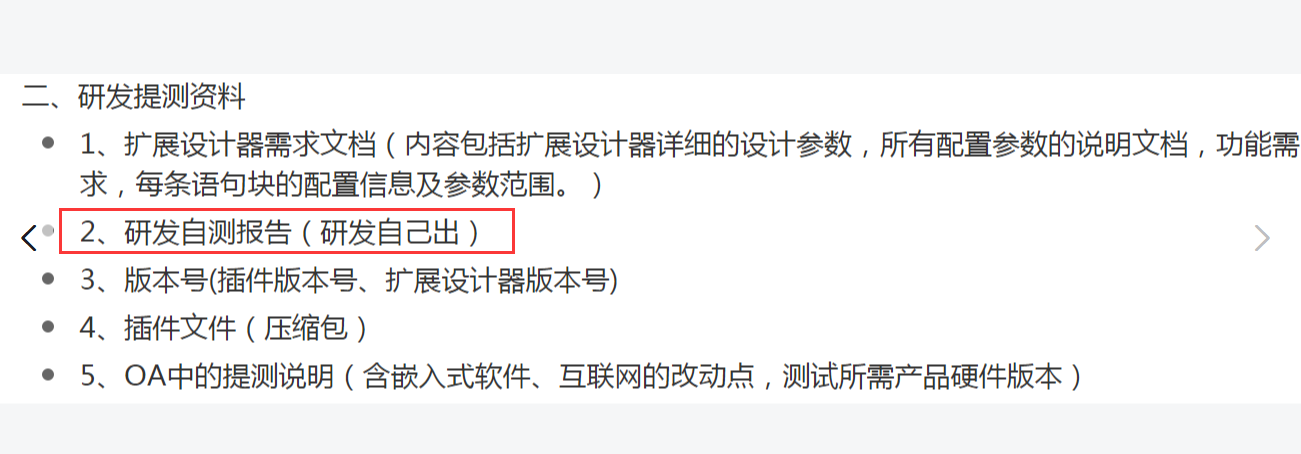 二、研发提测资料
1、扩展设计器需求文档（内容包括扩展设计器详细的设计参数，所有配置参数的说明文档，功能需
求，每条语句块的配置信息及参数范围。）
2、研发自测报告（研发自己出）
3、版本号(插件版本号、扩展设计器版本号)
4、插件文件（压缩包）
5、OA中的提测说明（含嵌入式软件、互联网的改动点，测试所需产品硬件版本）